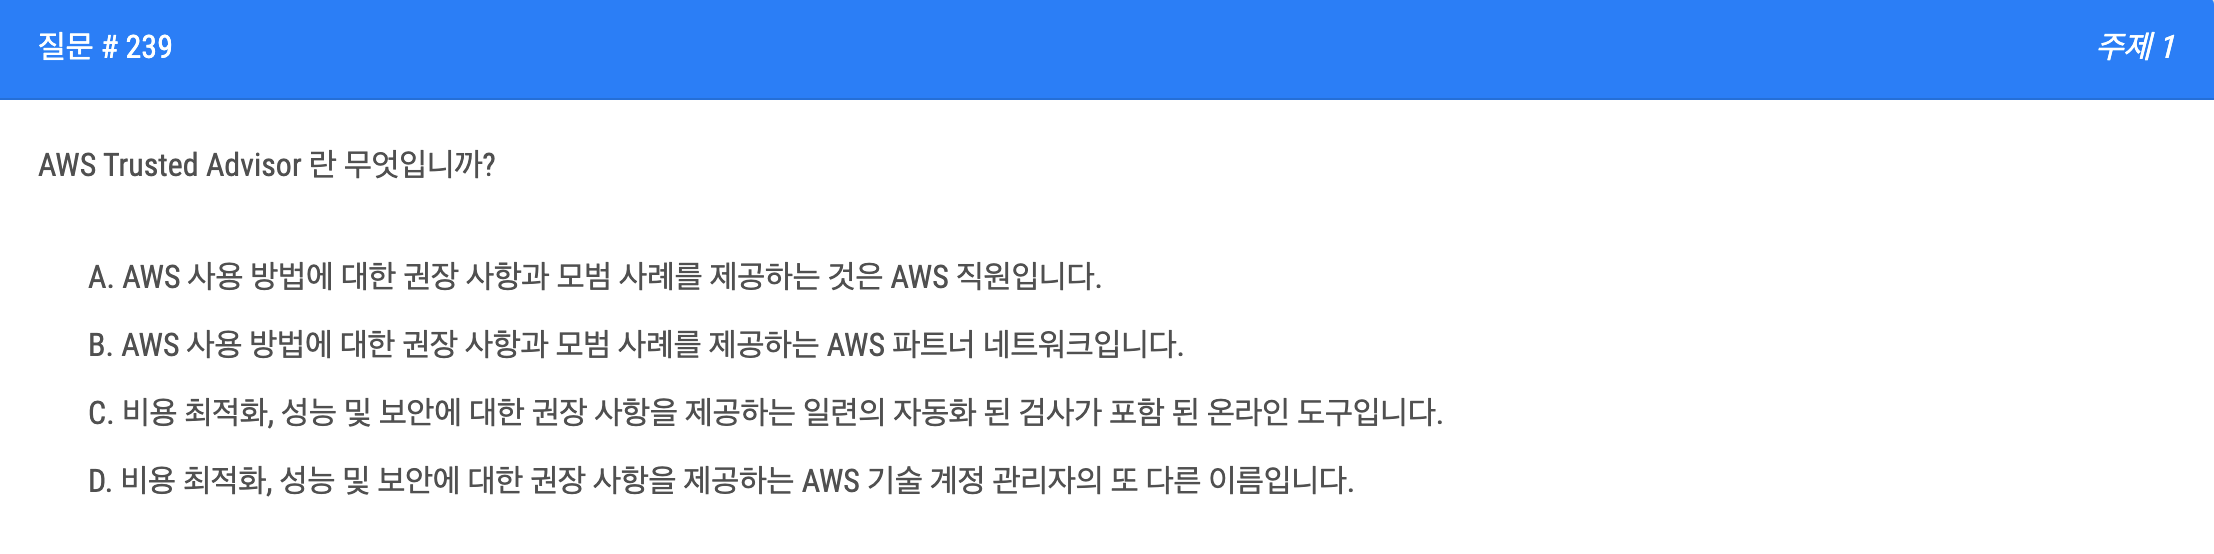 질문 # 239
주제 1
AWS Trusted Advisor 란 무엇입니까?
A. AWS 사용 방법에 대한 권장 사항과 모범 사례를 제공하는 것은 AWS 직원입니다.
B. AWS 사용 방법에 대한 권장 사항과 모범 사례를 제공하는 AWS 파트너 네트워크입니다.
C. 비용 최적화, 성능 및 보안에 대한 권장 사항을 제공하는 일련의 자동화 된 검사가 포함 된 온라인 도구입니다.
D. 비용 최적화, 성능 및 보안에 대한 권장 사항을 제공하는 AWS 기술 계정 관리자의 또 다른 이름입니다.